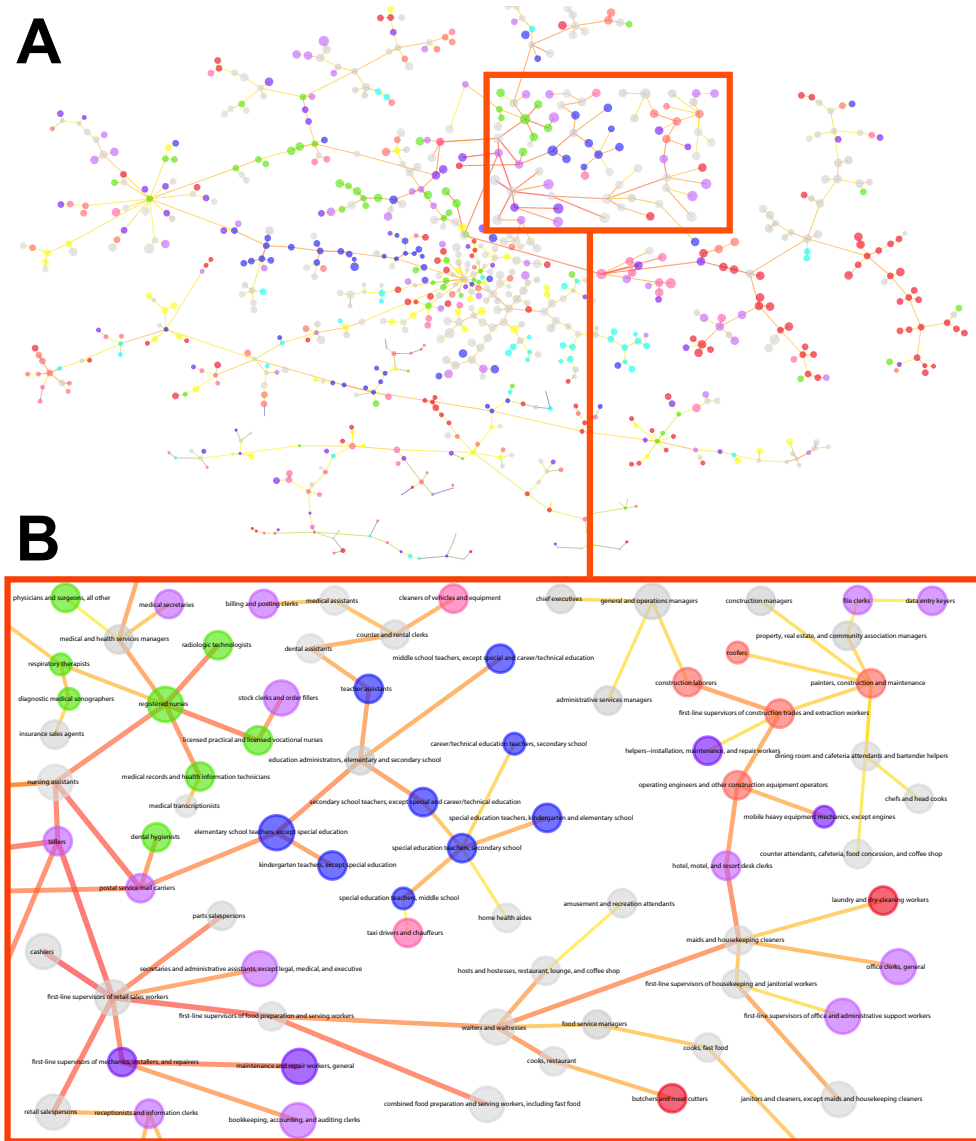 A
B
physicians and surgeons, all other
medical secretaries
billing and posting clerks
medical assistants
cleaners of vehicles and equipment
chief executives
general and operations managers
construction managers
file clerks
data entry keyers
medical and health services managers
radiologic technologists
counter and rental clerks
property, real estate, and community association managers
dental assistants
middle school teachers, except special and career/technical education
roofers
respiratory therapists
teacher assistants
construction laborers
painters, construction and maintenance
diagnostic medical sonographers
registered nurses
stock clerks and order fillers
administrative services managers
first-line supervisors of construction trades and extraction workers
insurance sales agents
licensed practical and licensed vocational nurses
career/technical education teachers, secondary school
helpers--installation, maintenance, and repair workers
education administrators, elementary and secondary school
dining room and cafeteria attendants and bartender helpers
nursing assistants
medical records and health information technicians
operating engineers and other construction equipment operators
medical transcriptionists
secondary school teachers, except special and career/technical education
chefs and head cooks
special education teachers, kindergarten and elementary school
mobile heavy equipment mechanics, except engines
elementary school teachers, except special education
dental hygienists
tellers
special education teachers, secondary school
counter attendants, cafeteria, food concession, and coffee shop
kindergarten teachers, except special education
hotel, motel, and resort desk clerks
postal service mail carriers
special education teachers, middle school
amusement and recreation attendants
laundry and dry-cleaning workers
parts salespersons
home health aides
taxi drivers and chauffeurs
maids and housekeeping cleaners
cashiers
secretaries and administrative assistants, except legal, medical, and executive
hosts and hostesses, restaurant, lounge, and coffee shop
office clerks, general
first-line supervisors of housekeeping and janitorial workers
first-line supervisors of retail sales workers
first-line supervisors of food preparation and serving workers
first-line supervisors of office and administrative support workers
waiters and waitresses
food service managers
cooks, fast food
first-line supervisors of mechanics, installers, and repairers
maintenance and repair workers, general
cooks, restaurant
butchers and meat cutters
janitors and cleaners, except maids and housekeeping cleaners
combined food preparation and serving workers, including fast food
retail salespersons
receptionists and information clerks
bookkeeping, accounting, and auditing clerks